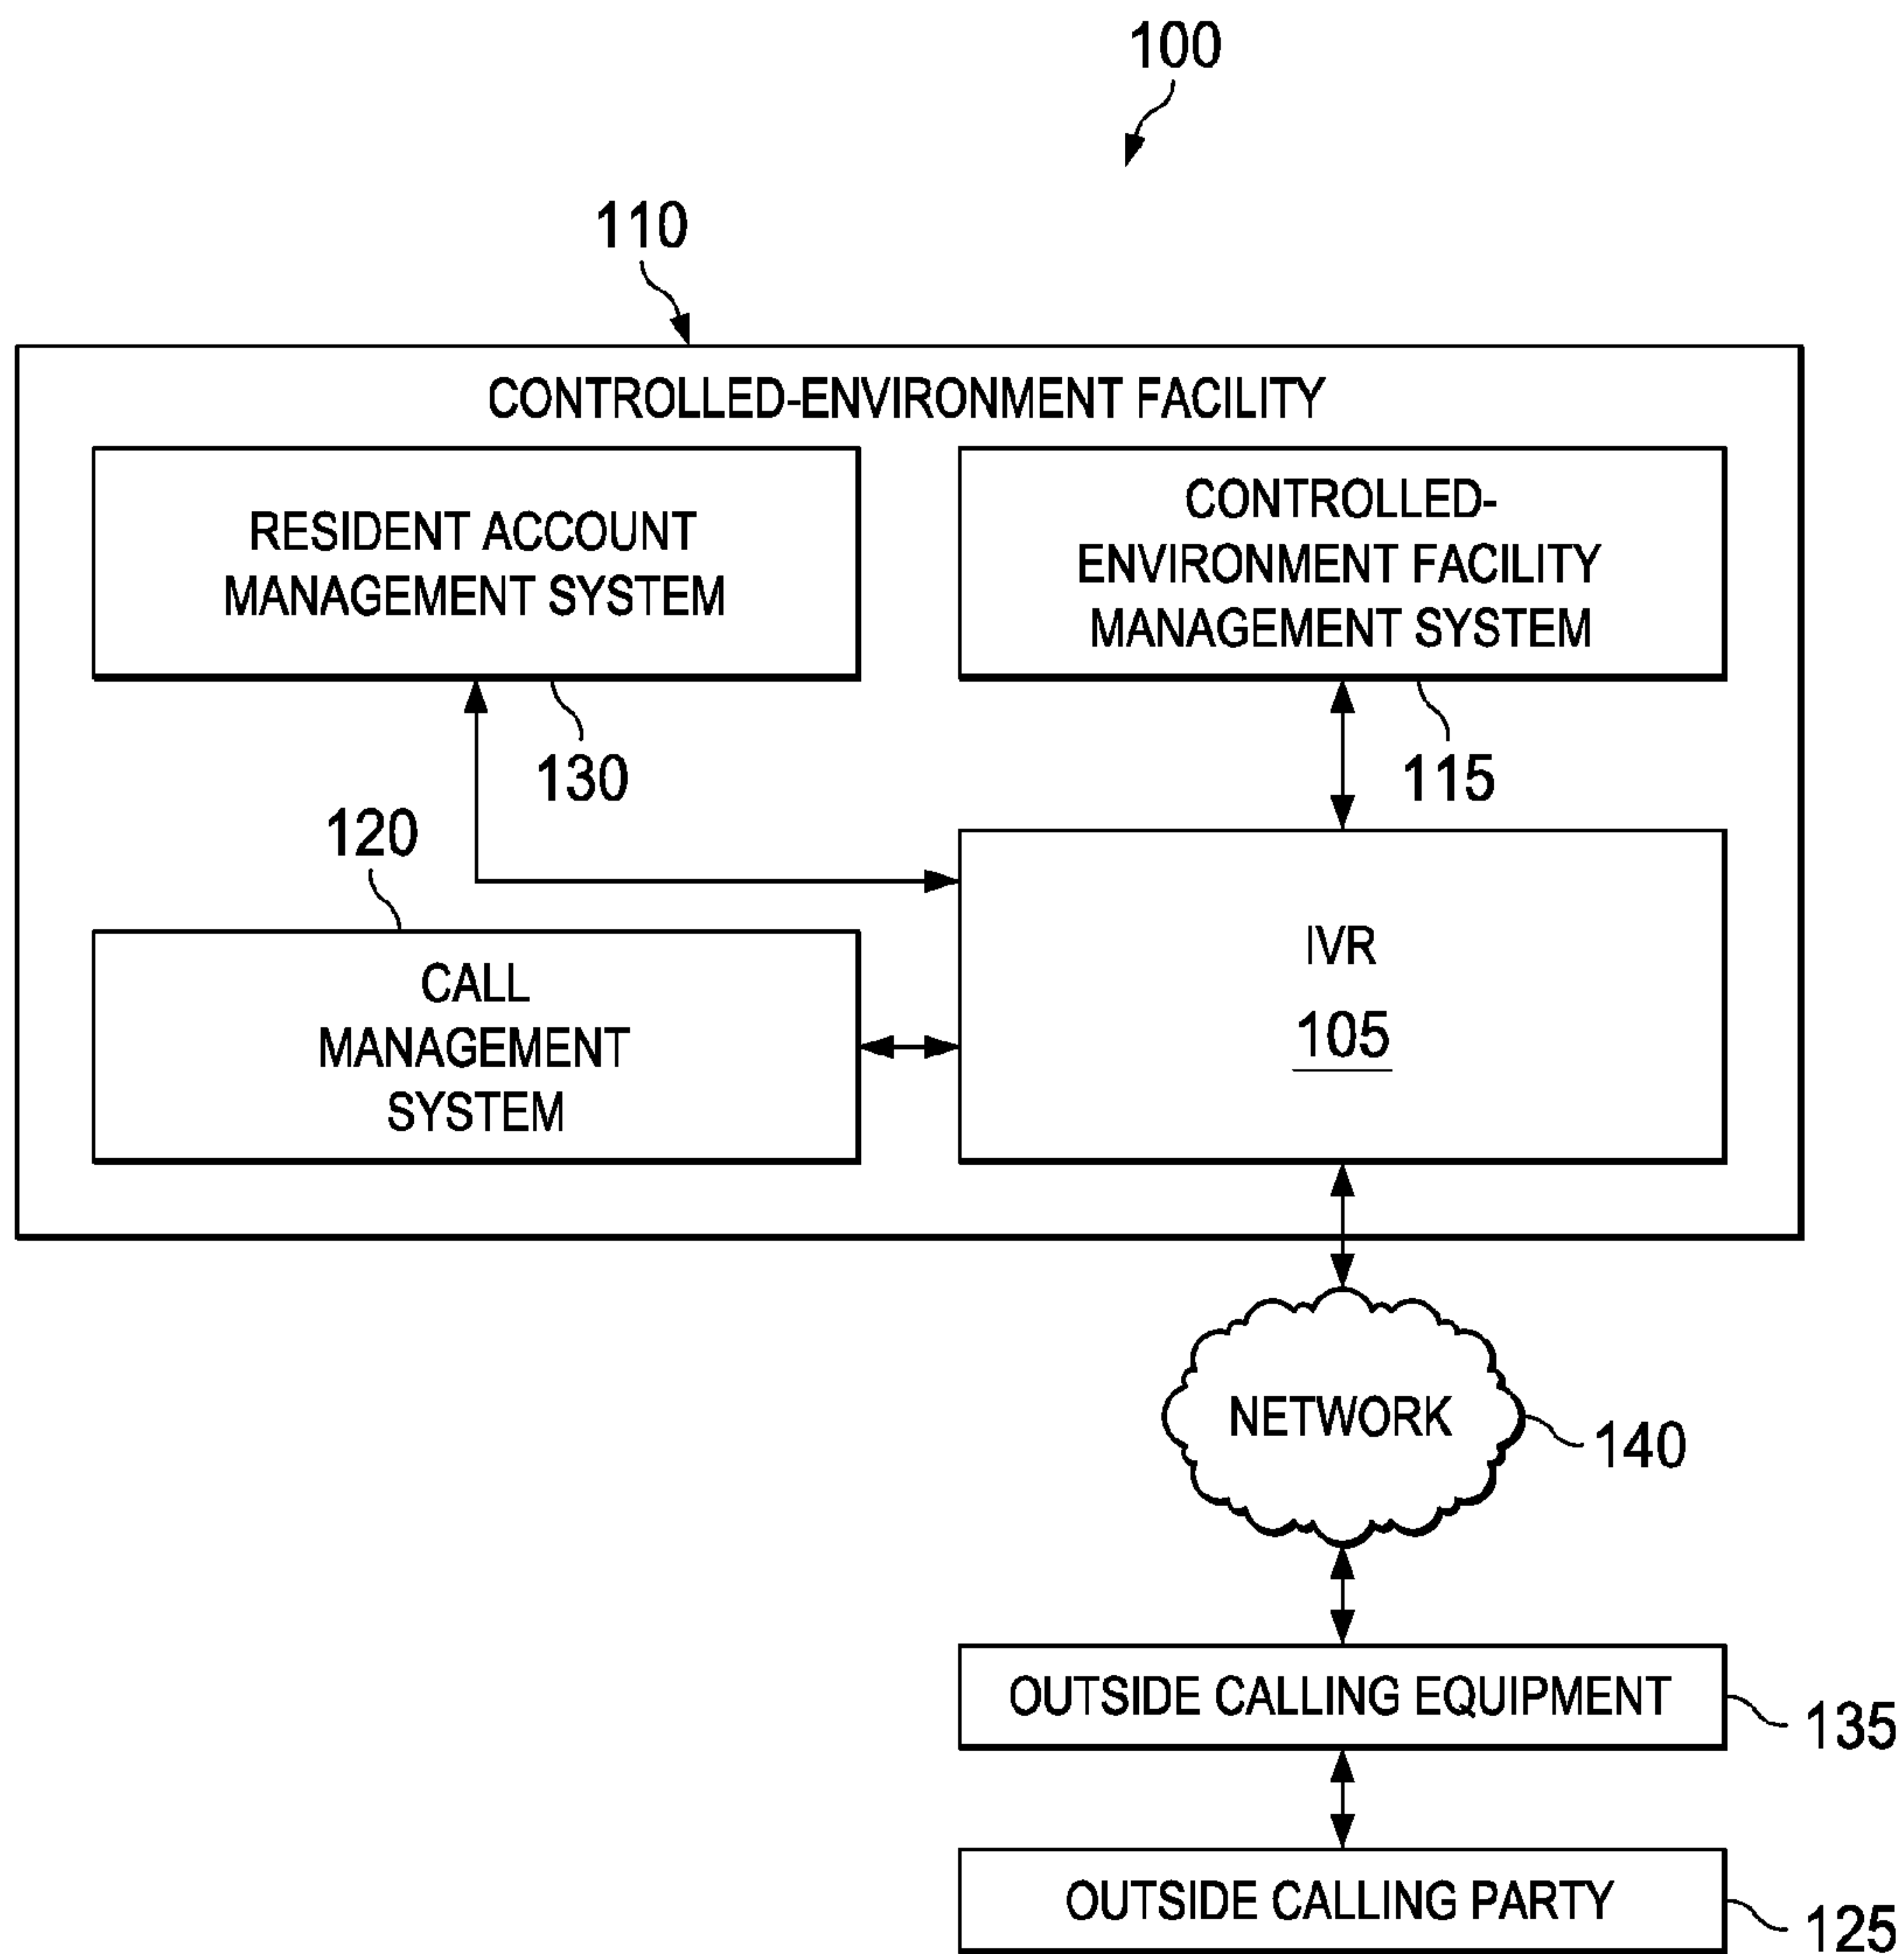 100
110
CONTROLLED-ENVIRONMENT FACILITY
RESIDENT ACCOUNT
MANAGEMENT SYSTEM
130
CONTROLLED-
ENVIRONMENT FACILITY
MANAGEMENT SYSTEM
115
120
CALL
MANAGEMENT
SYSTEM
IVR
105
NETWORK
140
OUTSIDE CALLING EQUIPMENT
135
OUTSIDE CALLING PARTY
125